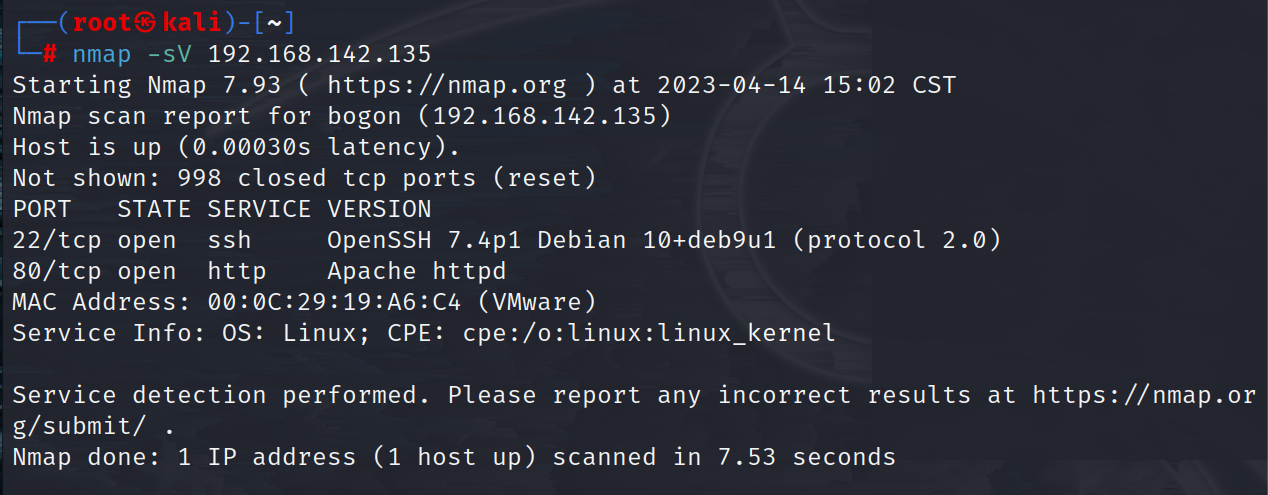 ┌──(root㉿kali)-[~]
└─# nmap -sV 192.168.142.135
Starting Nmap 7.93 ( https://nmap.org ) at 2023-04-14 15:02 CST
Nmap scan report for bogon (192.168.142.135)
Host is up (0.00030s latency).
Not shown: 998 closed tcp ports (reset)
PORT   STATE SERVICE VERSION
22/tcp open  ssh     OpenSSH 7.4p1 Debian 10+deb9u1 (protocol 2.0)
80/tcp open  http    Apache httpd
MAC Address: 00:0C:29:19:A6:C4 (VMware)
Service Info: OS: Linux; CPE: cpe:/o:linux:linux_kernel

Service detection performed. Please report any incorrect results at https://nmap.or
g/submit/ .
Nmap done: 1 IP address (1 host up) scanned in 7.53 seconds